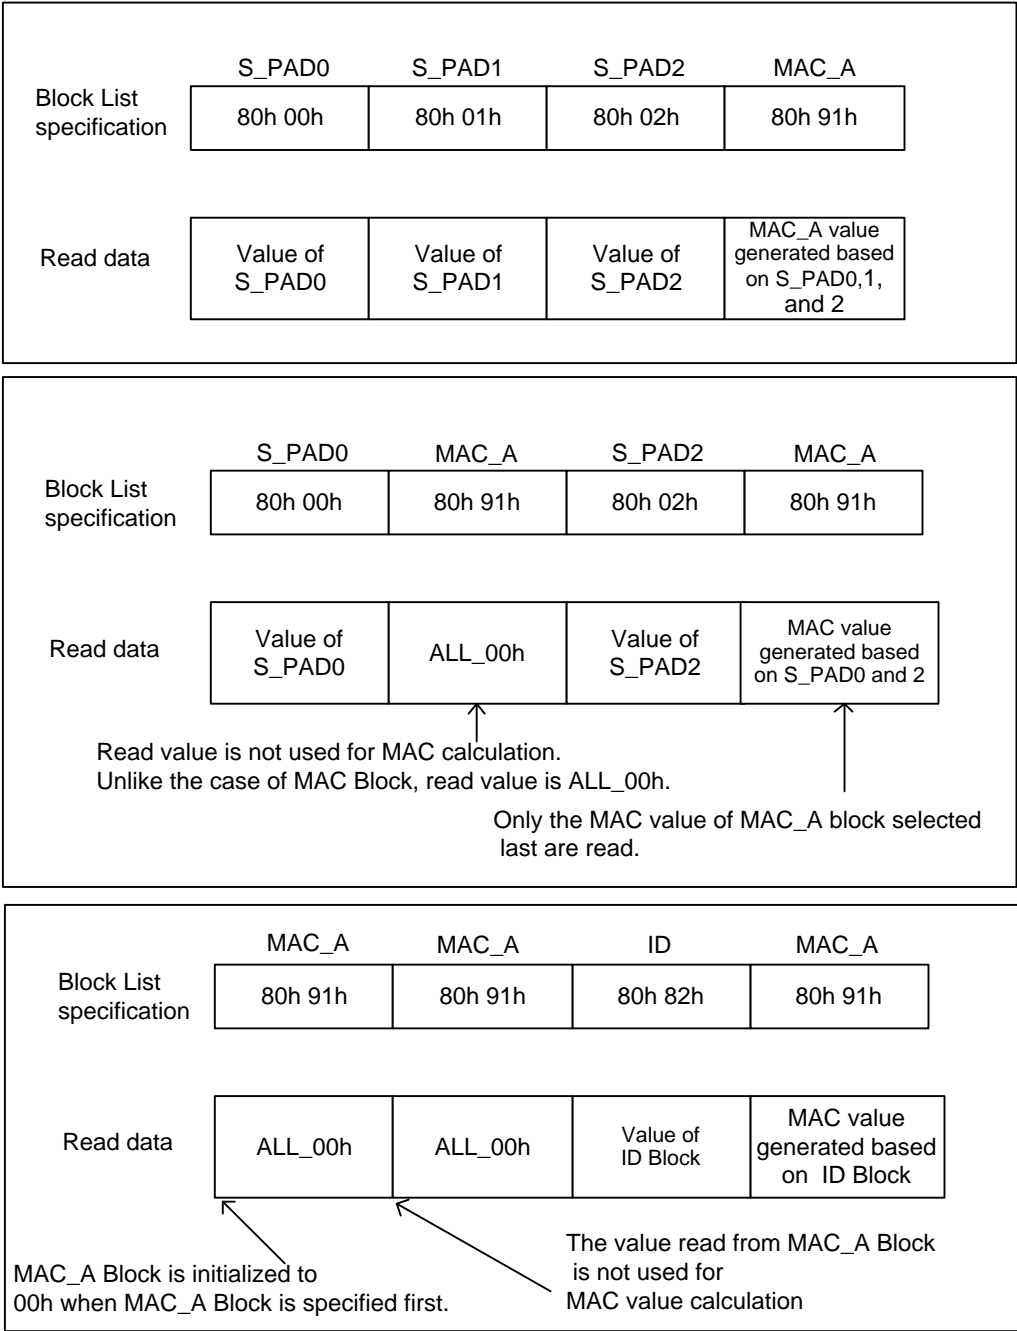 S_PAD0 S_PAD1 S_PAD2 MAC_A
Block List
specification
80h 00h 80h 01h 80h 02h 80h 91h
Read data
Value of
S_PAD0
Value of
S_PAD1
Value of
S_PAD2
MAC_A value
generated based
on S_PAD0,1,
and 2
S_PAD0 MAC_A S_PAD2 MAC_A
Block List
specification
80h 00h 80h 91h 80h 02h 80h 91h
Read data
Value of
S_PAD0
ALL_00h
Value of
S_PAD2
MAC value
generated based
on S_PAD0 and 2
Read value is not used for MAC calculation.
Unlike the case of MAC Block, read value is ALL_00h.
Only the MAC value of MAC_A block selected
last are read.
MAC_A MAC_A ID MAC_A
Block List
specification
80h 91h 80h 91h 80h 82h 80h 91h
Read data
ALL_00h
ALL_00h
Value of
ID Block
MAC value
generated based
on ID Block
MAC_A Block is initialized to
00h when MAC_A Block is specified first.
The value read from MAC_A Block
is not used for
MAC value calculation